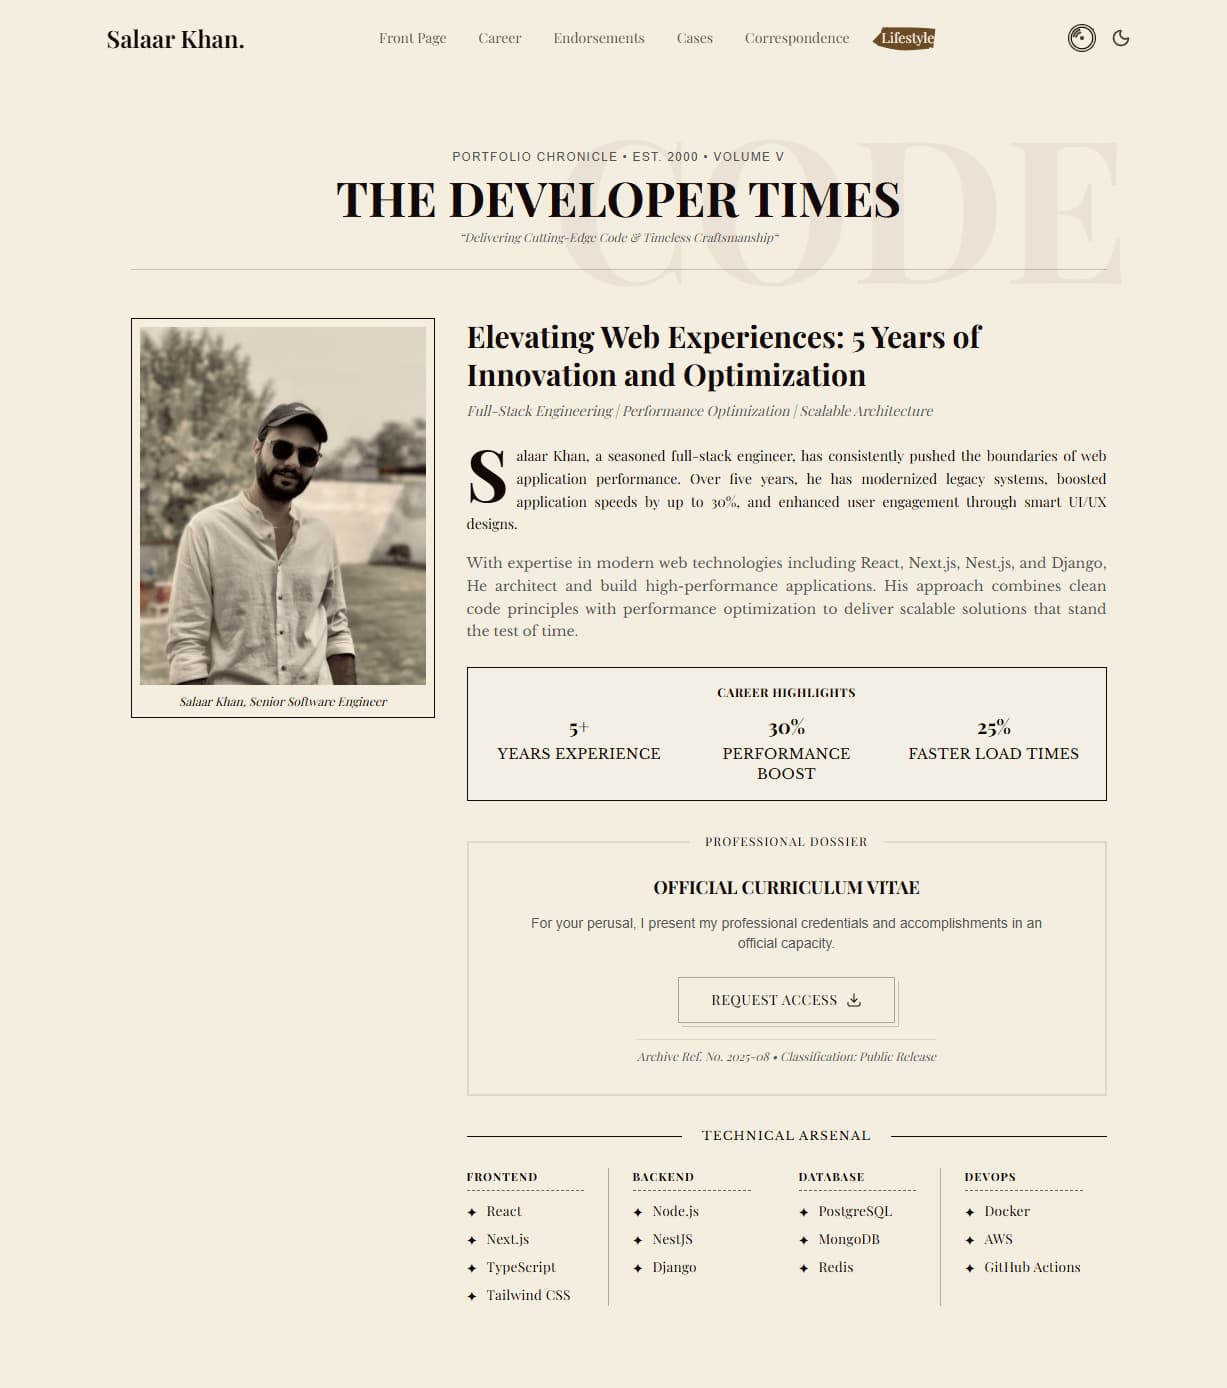 Salaar Khan.
Front Page
Career
Endorsements
Cases
Correspondence
Lifestyle
CODE
PORTFOLIO CHRONICLE • EST. 2000 • VOLUME V
THE DEVELOPER TIMES
"Delivering Cutting-Edge Code & Timeless Craftsmanship"
Salaar Khan, Senior Software Engineer
Elevating Web Experiences: 5 Years of
Innovation and Optimization
Full-Stack Engineering | Performance Optimization | Scalable Architecture
Salaar Khan, a seasoned full-stack engineer, has consistently pushed the boundaries of web
application performance. Over five years, he has modernized legacy systems, boosted
application speeds by up to 30%, and enhanced user engagement through smart UI/UX
designs.
With expertise in modern web technologies including React, Next.js, Nest.js, and Django,
He architect and build high-performance applications. His approach combines clean
code principles with performance optimization to deliver scalable solutions that stand
the test of time.
CAREER HIGHLIGHTS
5+
YEARS EXPERIENCE
30%
PERFORMANCE
BOOST
25%
FASTER LOAD TIMES
PROFESSIONAL DOSSIER
OFFICIAL CURRICULUM VITAE
For your perusal, I present my professional credentials and accomplishments in an
official capacity.
REQUEST ACCESS
Archive Ref. No. 2025-08 • Classification: Public Release
TECHNICAL ARSENAL
FRONTEND
✦ React
✦ Next.js
✦ TypeScript
✦ Tailwind CSS
BACKEND
✦ Node.js
✦ NestJS
✦ Django
DATABASE
✦ PostgreSQL
✦ MongoDB
✦ Redis
DEVOPS
✦ Docker
✦ AWS
✦ GitHub Actions